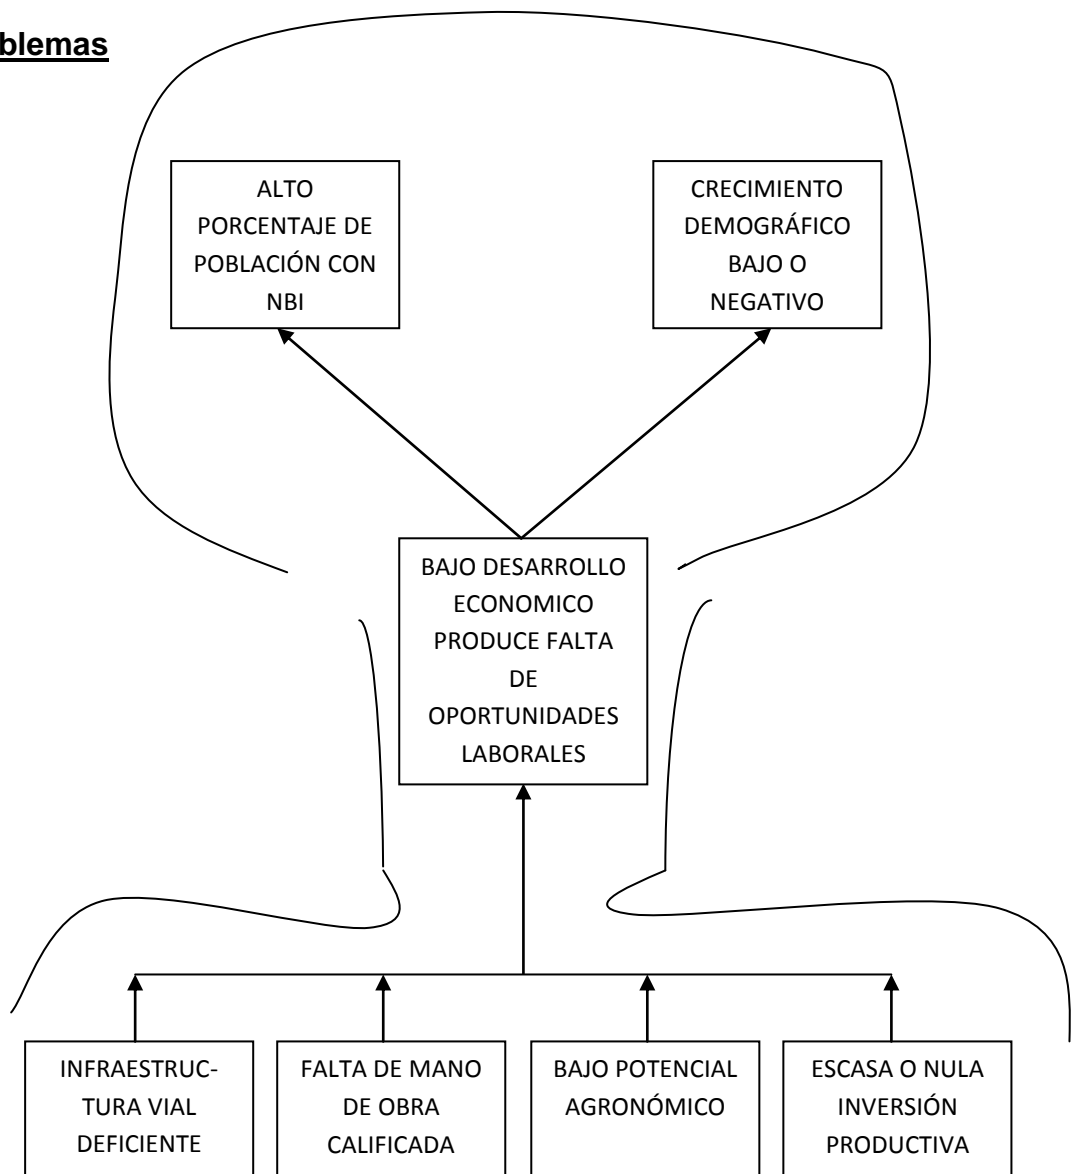 blemas
ALTO
PORCENTAJE DE
POBLACIÓN CON
NBI
CRECIMIENTO
DEMOGRÁFICO
BAJO O
NEGATIVO
BAJO DESARROLLO
ECONOMICO
PRODUCE FALTA
DE
OPORTUNIDADES
LABORALES
INFRAESTRUC-
TURA VIAL
DEFICIENTE
FALTA DE MANO
DE OBRA
CALIFICADA
BAJO POTENCIAL
AGRONÓMICO
ESCASA O NULA
INVERSIÓN
PRODUCTIVA